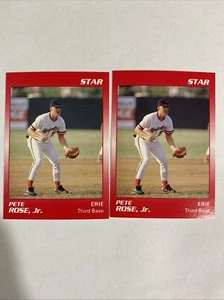 STAR
PETE
ROSE, Jr.
ERIE
Third Base
STAR
PETE
ROSE, Jr.
ERIE
Third Base